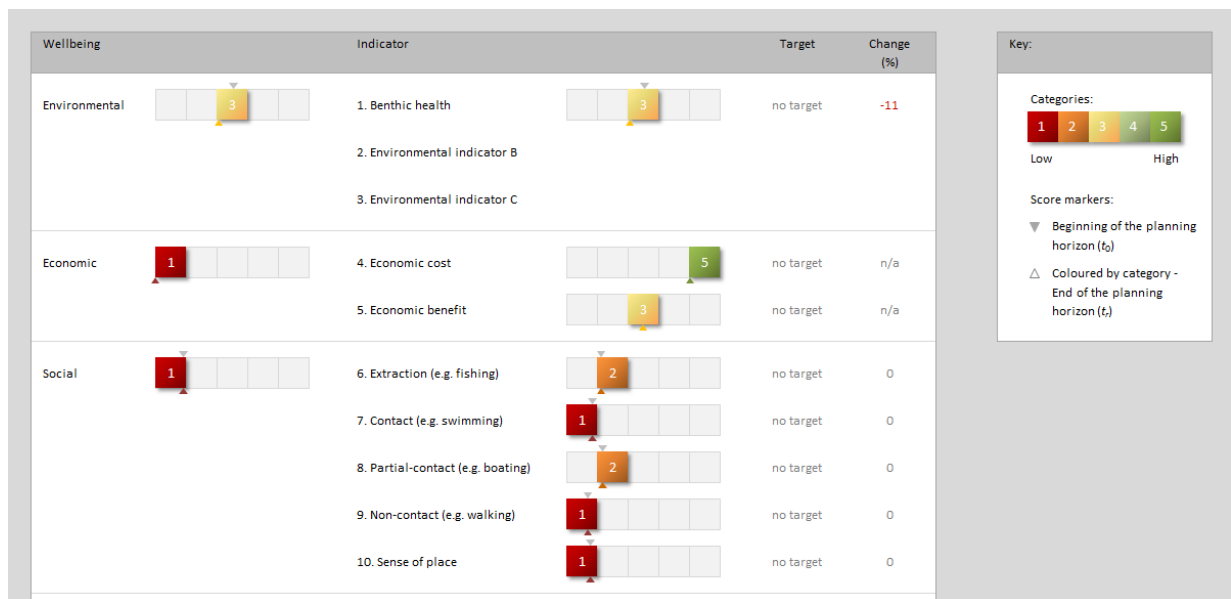 Wellbeing Indicator Target Change
(%)
Environmental 3 1. Benthic health 3 no target -11
2. Environmental indicator B
3. Environmental indicator C
Economic 1 4. Economic cost 5 no target n/a
5. Economic benefit 3 no target n/a
Social 1 6. Extraction (e.g. fishing) 2 no target 0
7. Contact (e.g. swimming) 1 no target 0
8. Partial-contact (e.g. boating) 2 no target 0
9. Non-contact (e.g. walking) 1 no target 0
10. Sense of place 1 no target 0
Key:
Categories:
1 2 3 4 5
Low High
Score markers:
Beginning of the planning
horizon (t0)
Coloured by category -
End of the planning
horizon (tr)